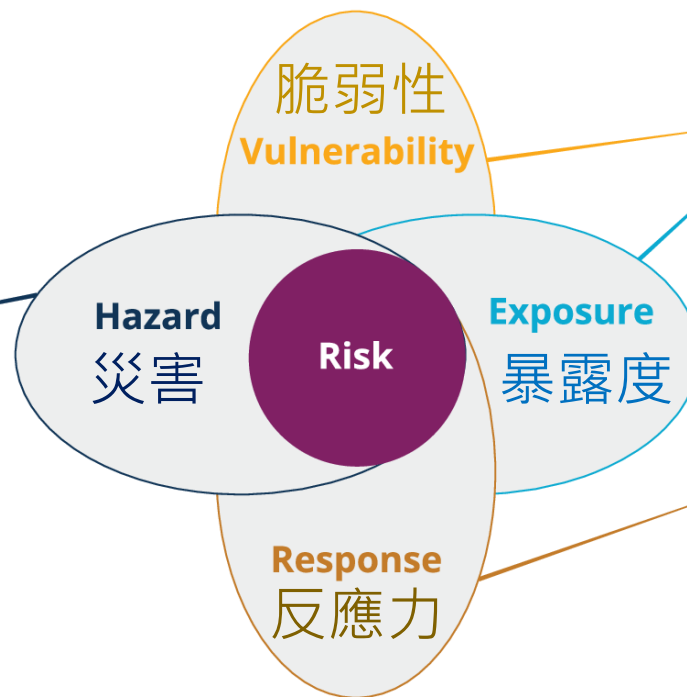 脆弱性
Vulnerability
Hazard
災害
Risk
Exposure
暴露度
Response
反應力